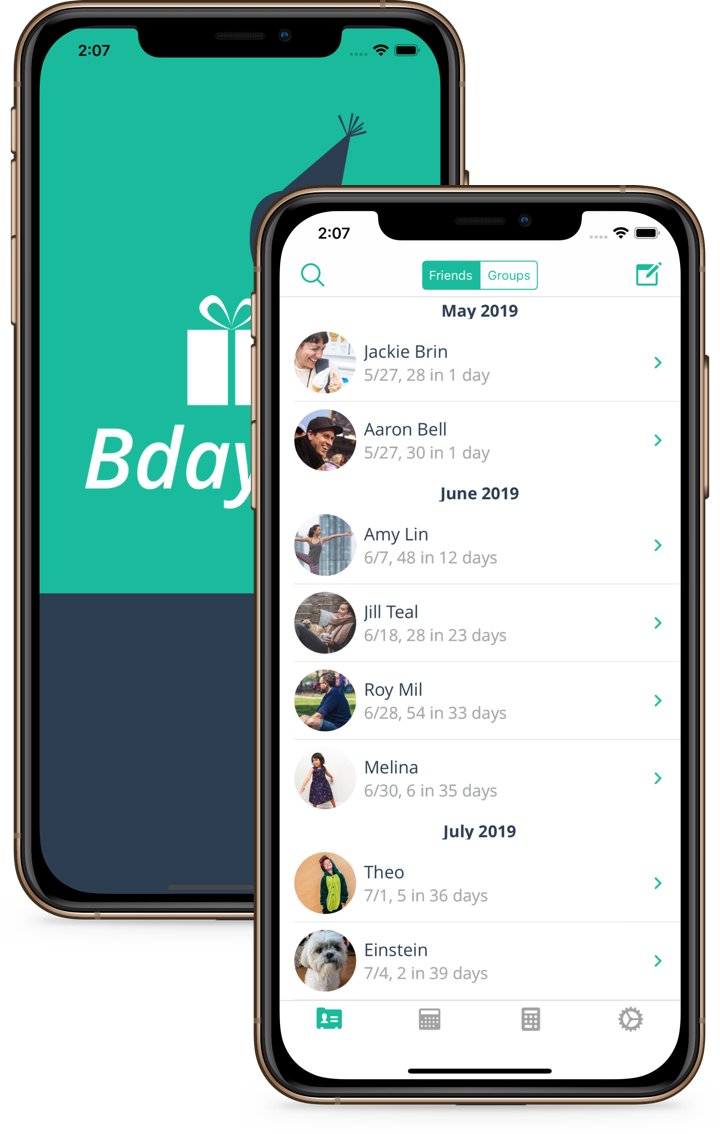 2:07
Bday
2:07
Friends Groups
May 2019
Jackie Brin
5/27, 28 in 1 day
Aaron Bell
5/27, 30 in 1 day
June 2019
Amy Lin
6/7, 48 in 12 days
Jill Teal
6/18, 28 in 23 days
Roy Mil
6/28, 54 in 33 days
Melina
6/30, 6 in 35 days
July 2019
Theo
7/1, 5 in 36 days
Einstein
7/4, 2 in 39 days